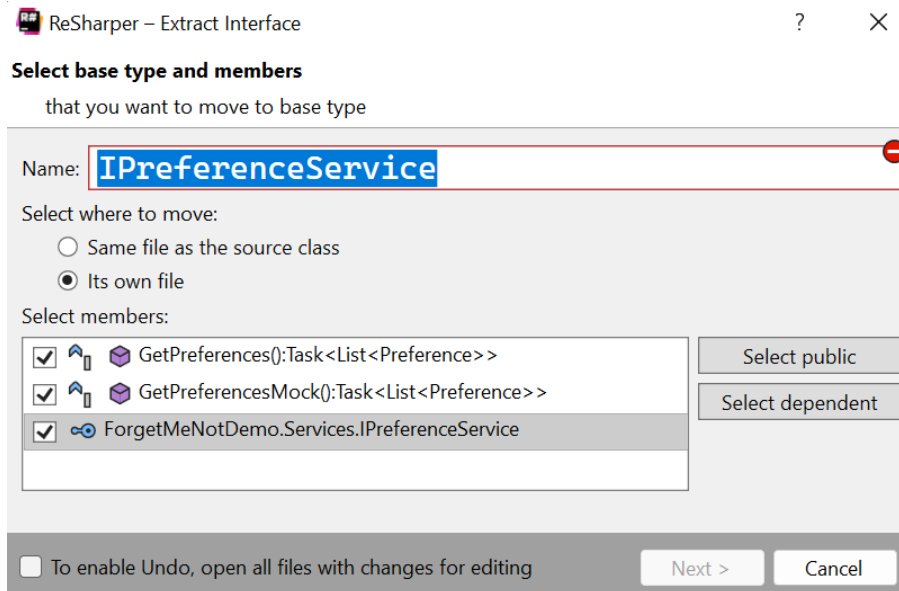 ReSharper – Extract Interface
Select base type and members
that you want to move to base type
Name: IPreferenceService
Select where to move:
Same file as the source class
Its own file
Select members:
GetPreferences():Task<List<Preference>>
Select public
GetPreferencesMock():Task<List<Preference>>
Select dependent
ForgetMeNotDemo.Services.IPreferenceService
To enable Undo, open all files with changes for editing
Next >
Cancel